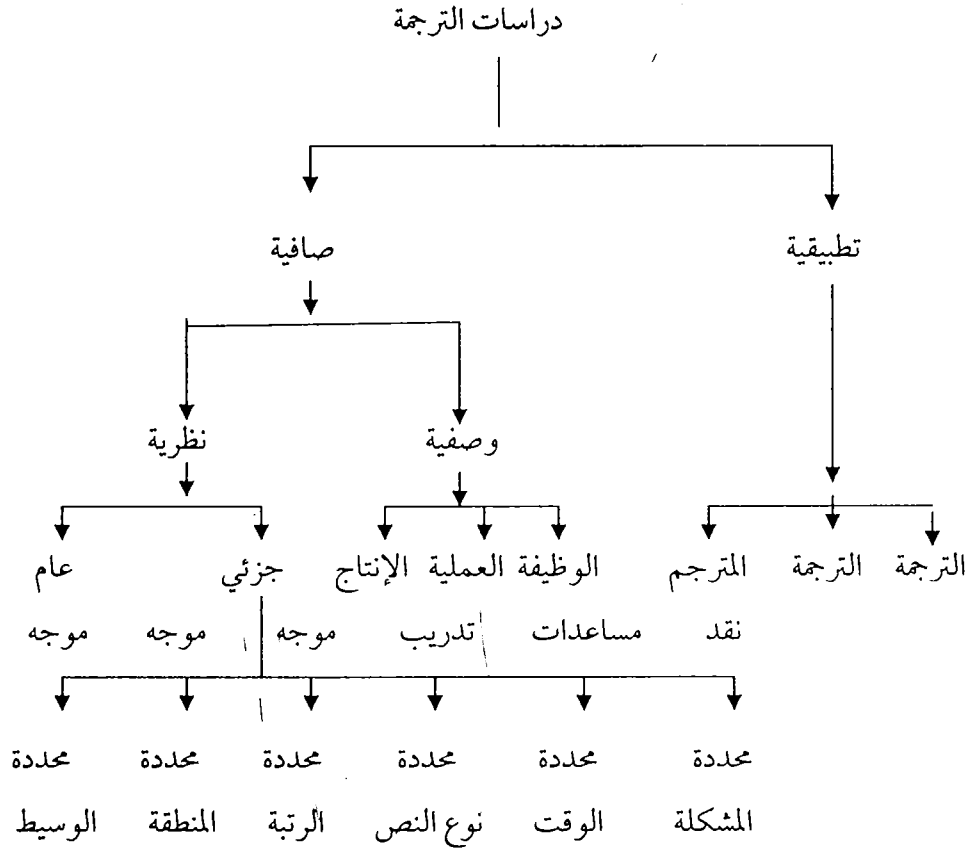 دراسات الترجمة
تطبيقية صافية
وصفية نظرية
الترجمة الترجمة المترجم الوظيفة العملية الإنتاج جزئي عام
نقد مساعدات تدريب موجه موجه موجه
محددة محددة محددة محددة محددة محددة
المشكلة الوقت نوع النص الرتبة المنطقة الوسيط